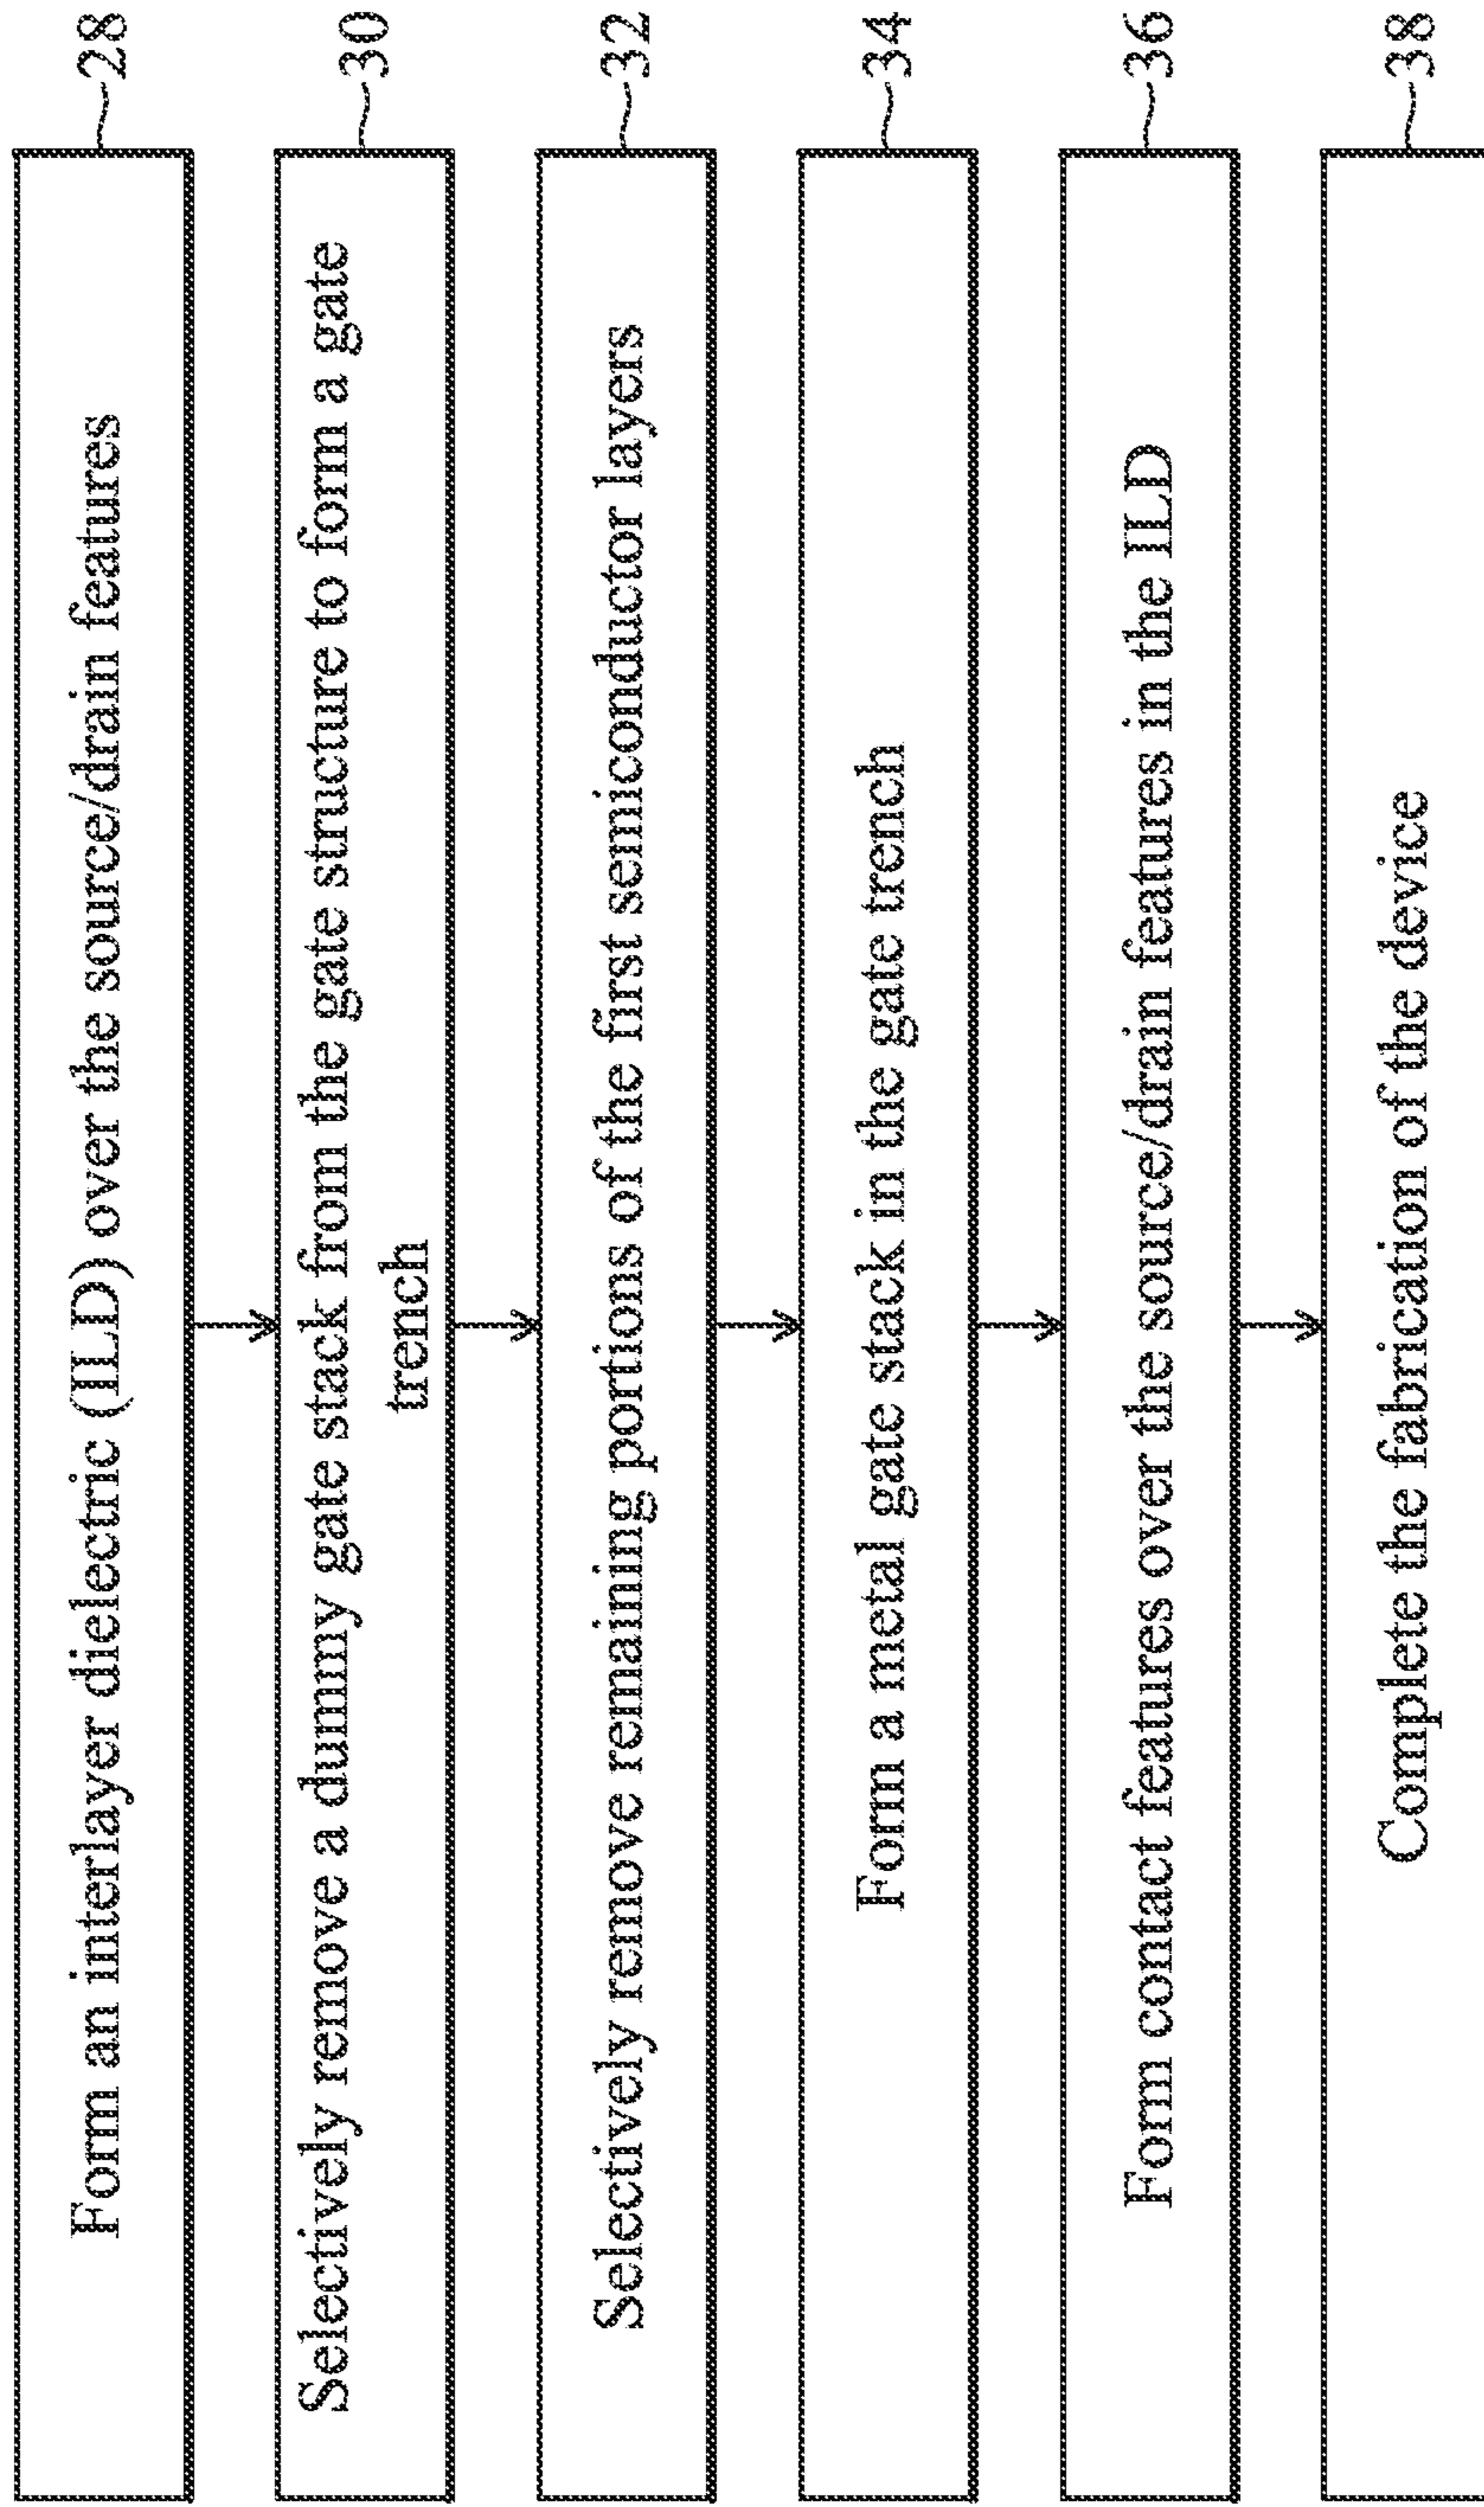 Form an interlayer dielectric (ILD) over the source/drain features
28
Selectively remove a dummy gate stack from the gate structure to form a gate
trench
30
Selectively remove remaining portions of the first semiconductor layers
32
Form a metal gate stack in the gate trench
34
Form contact features over the source/drain features in the ILD
36
Complete the fabrication of the device
38